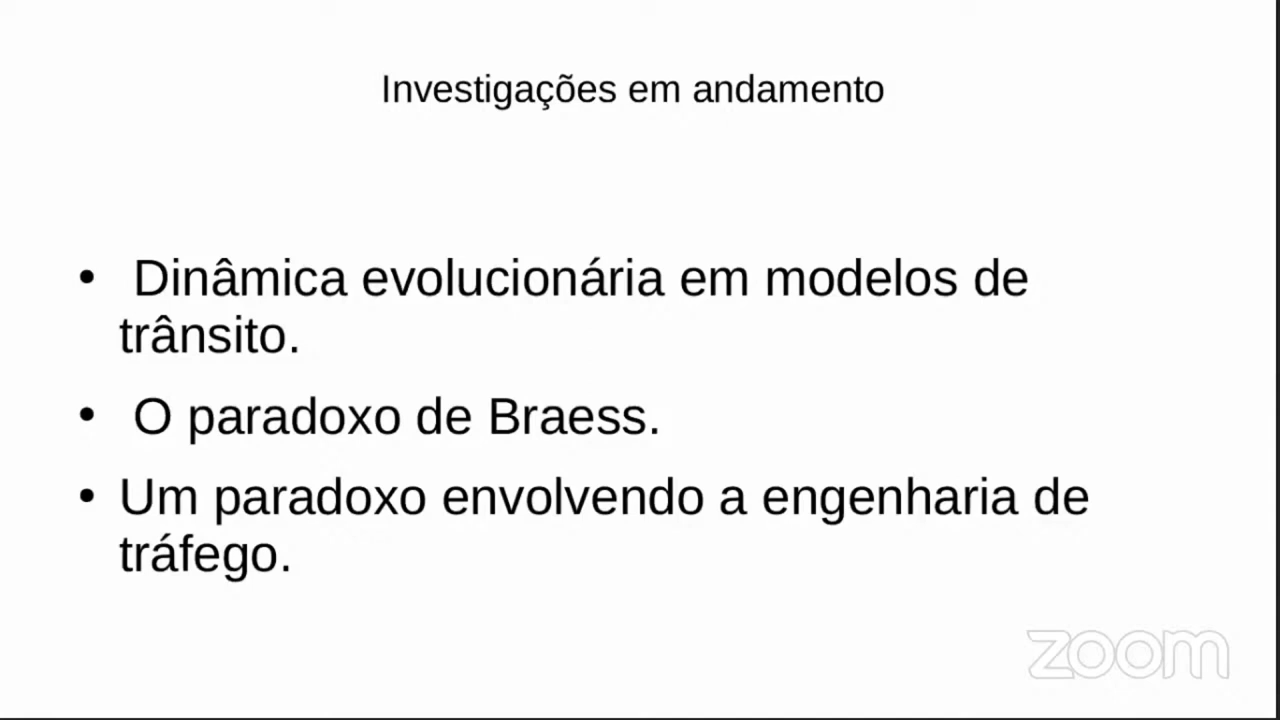 Investigações em andamento
• Dinâmica evolucionária em modelos de
trânsito.
• O paradoxo de Braess.
• Um paradoxo envolvendo a engenharia de
tráfego.
zoom